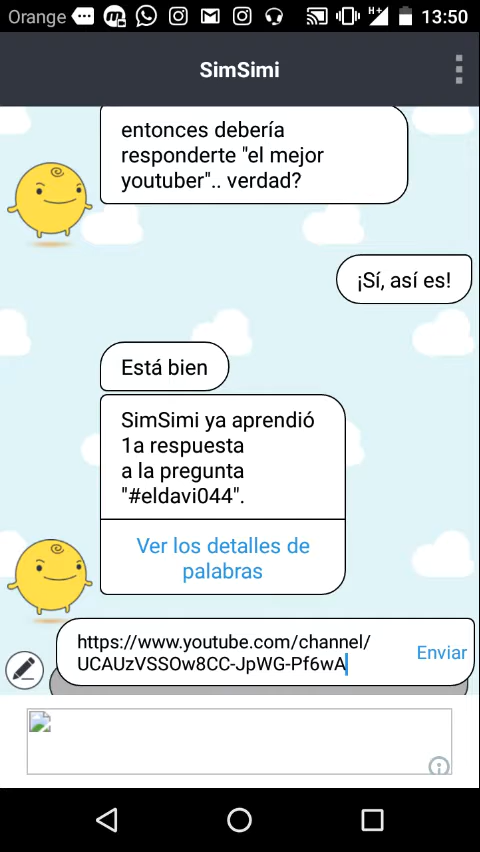 Orange
H+
13:50
SimSimi
entonces debería
responderte "el mejor
youtuber".. verdad?
¡Sí, así es!
Está bien
SimSimi ya aprendió
1a respuesta
a la pregunta
"#eldavi044".
Ver los detalles de
palabras
https://www.youtube.com/channel/
UCAUzVSSOw8CC-JpWG-Pf6wA
Enviar